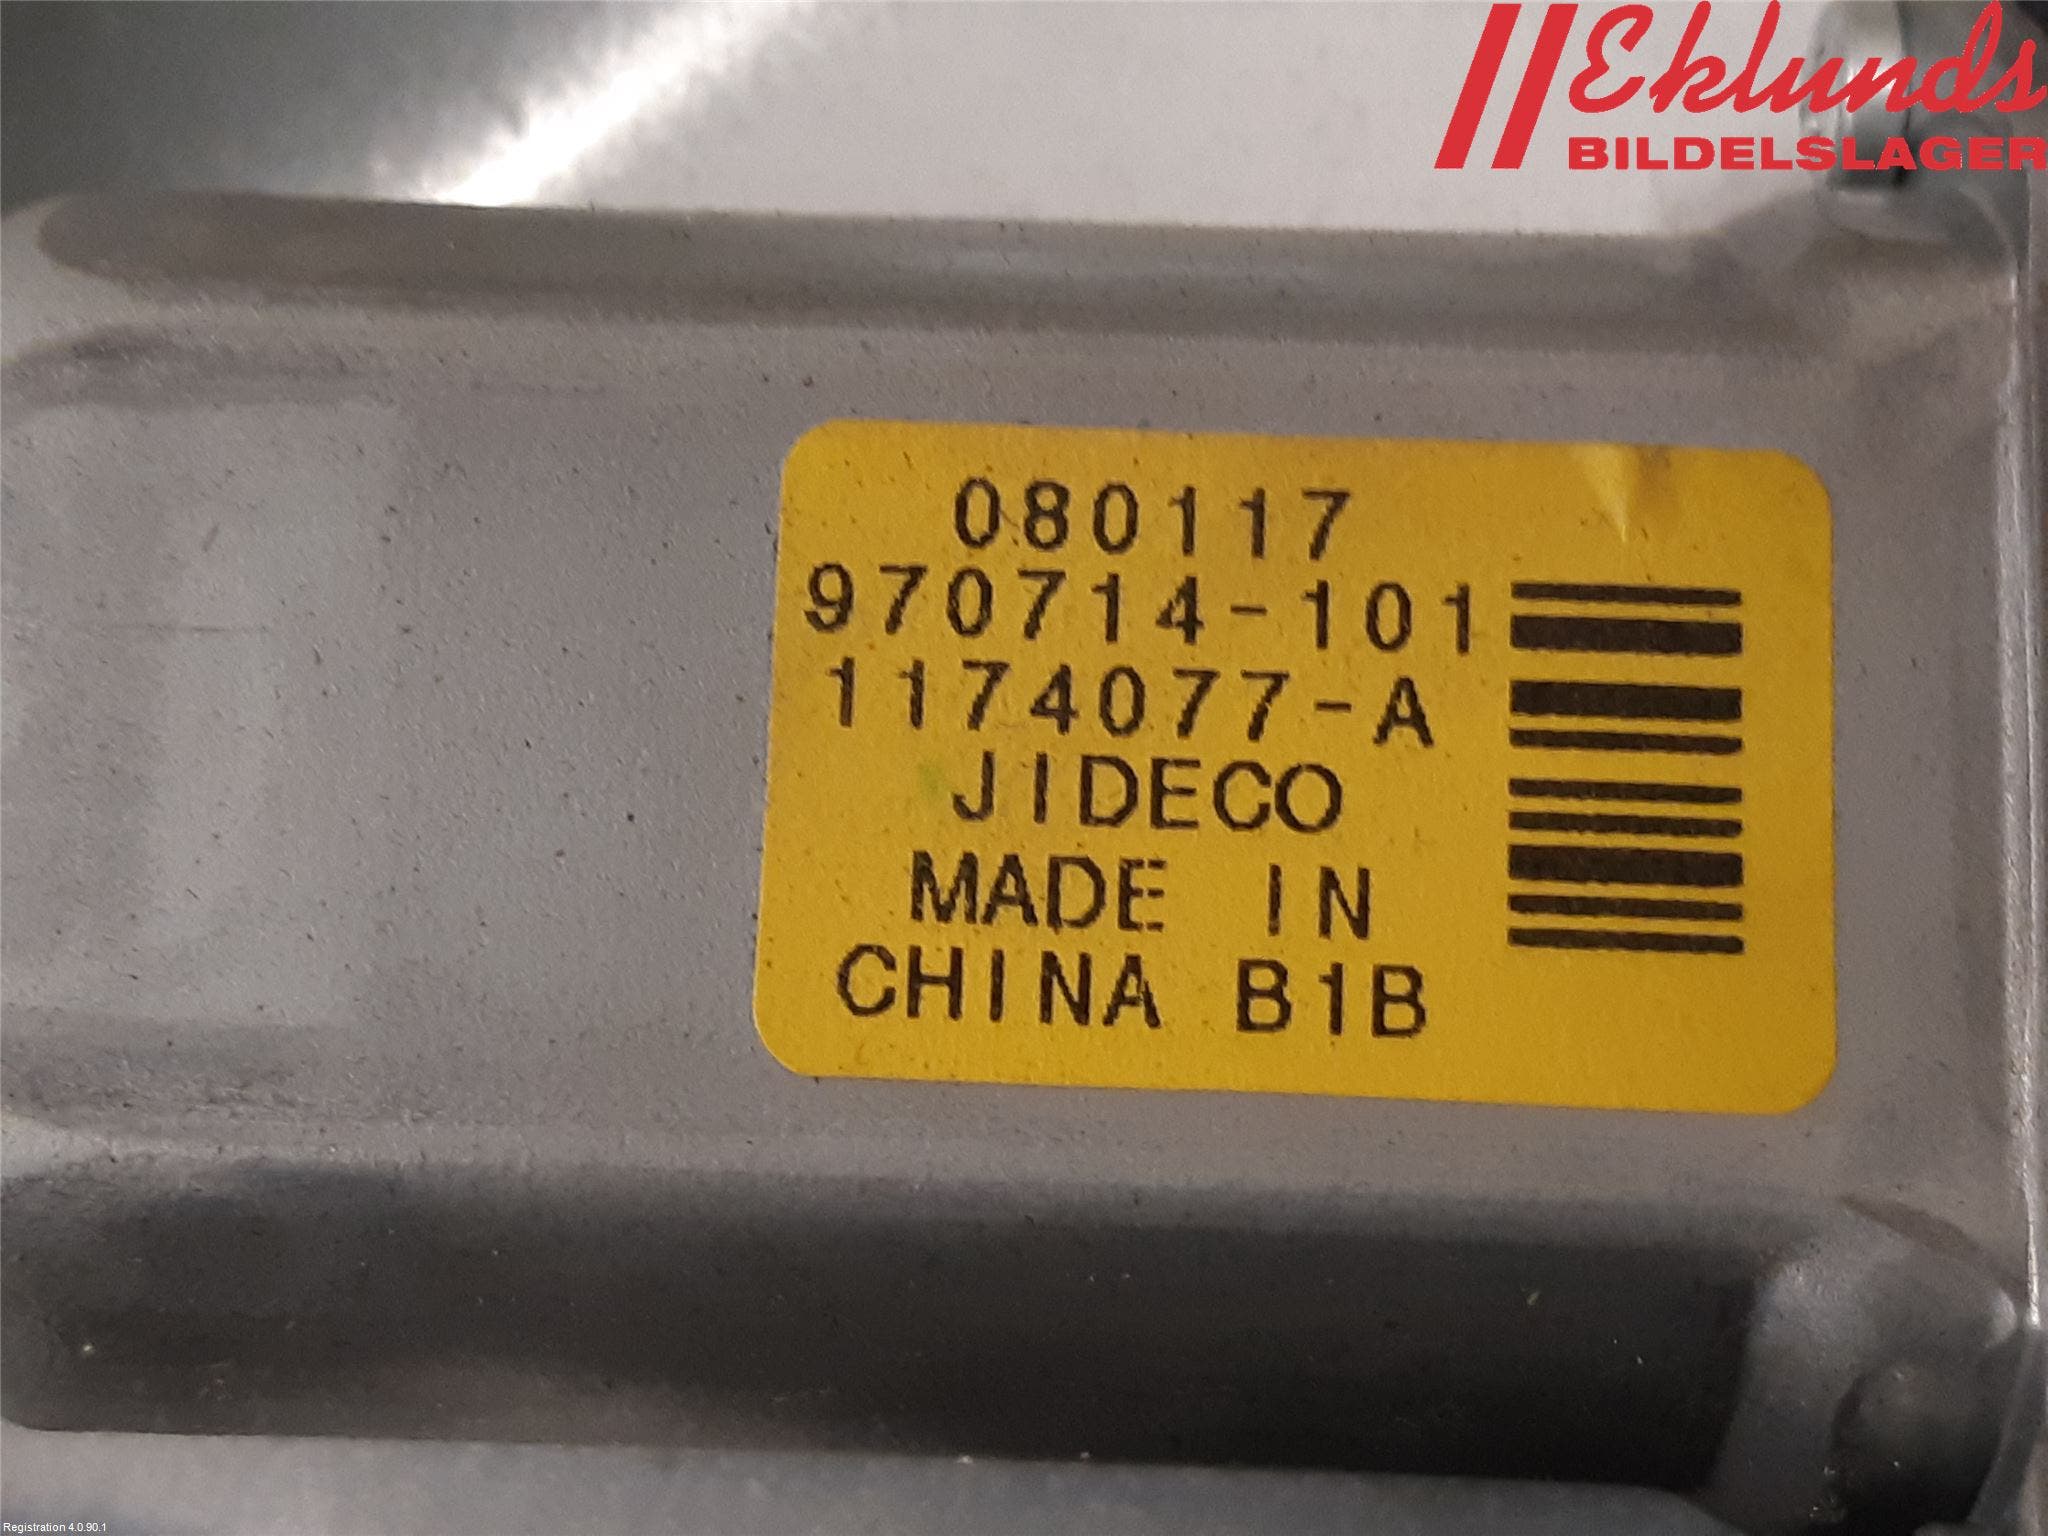 Eklunds
BILDELSLAGER
080117
970714-101
1174077-A
JIDECO
MADE IN
CHINA B1B
Registration 4.0.90.1